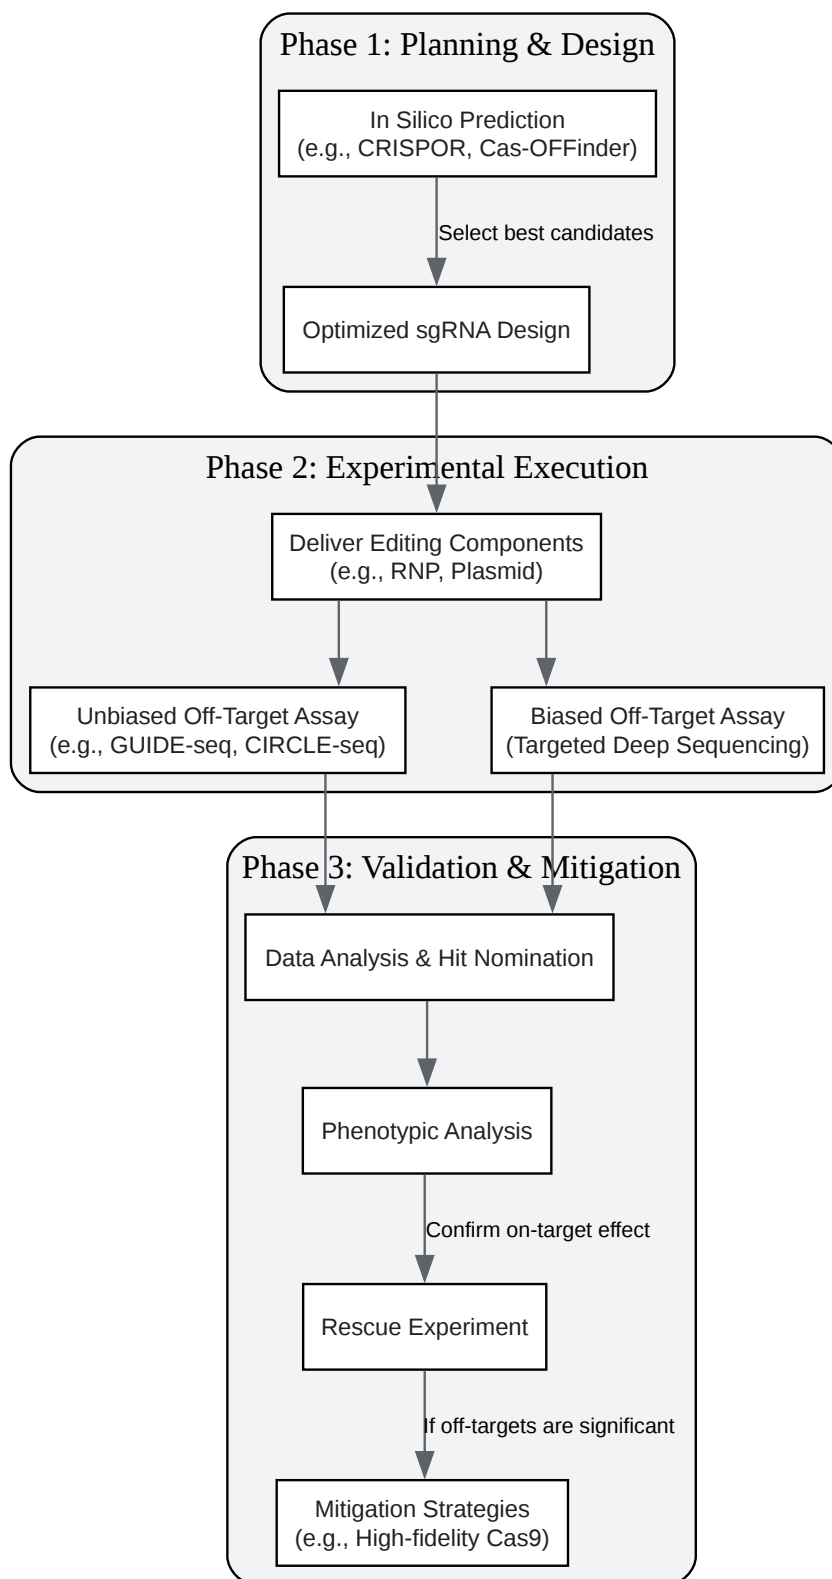 Phase 1: Planning & Design
In Silico Prediction
(e.g., CRISPOR, Cas-OFFinder)
Select best candidates
Optimized sgRNA Design
Phase 2: Experimental Execution
Deliver Editing Components
(e.g., RNP, Plasmid)
Unbiased Off-Target Assay
(e.g., GUIDE-seq, CIRCLE-seq)
Biased Off-Target Assay
(Targeted Deep Sequencing)
Phase 3: Validation & Mitigation
Data Analysis & Hit Nomination
Phenotypic Analysis
Confirm on-target effect
Rescue Experiment
If off-targets are significant
Mitigation Strategies
(e.g., High-fidelity Cas9)